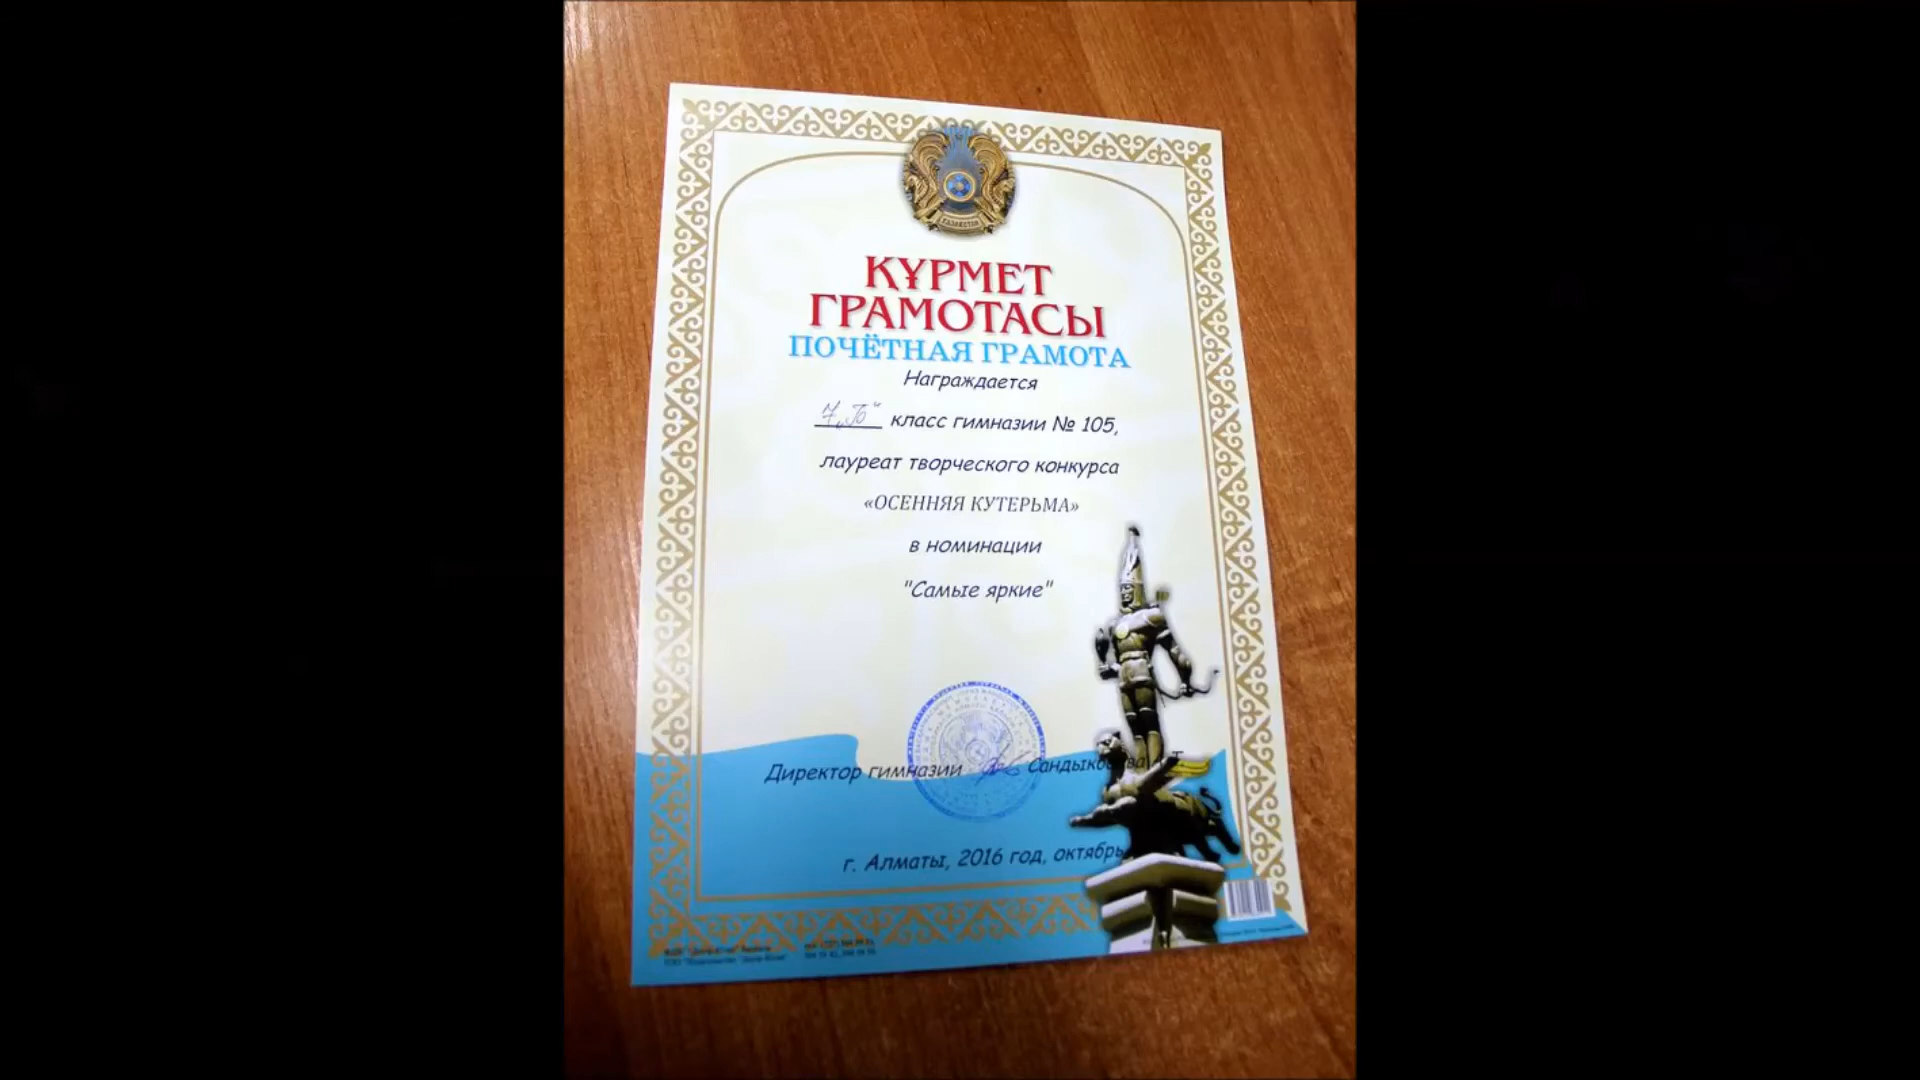 ҚАЗАҚСТАН
ҚҰРМЕТ
ГРАМОТАСЫ
ПОЧЁТНАЯ ГРАМОТА
Награждается
7 класс гимназии № 105,
лауреат творческого конкурса
«ОСЕННЯЯ КУТЕРЬМА»
в номинации
"Самые яркие"
Директор гимназии
г. Алматы, 2016 год, октябрь